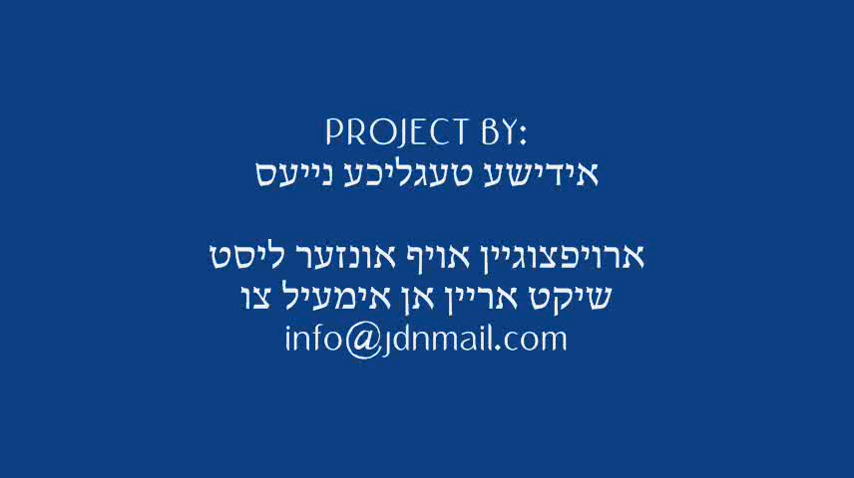 PROJECT BY:
אידישע טעגליכע נייעס
ארויפצוגיין אויף אונזער ליסט
שיקט אריין אן אימעיל צו
info@jdnmail.com